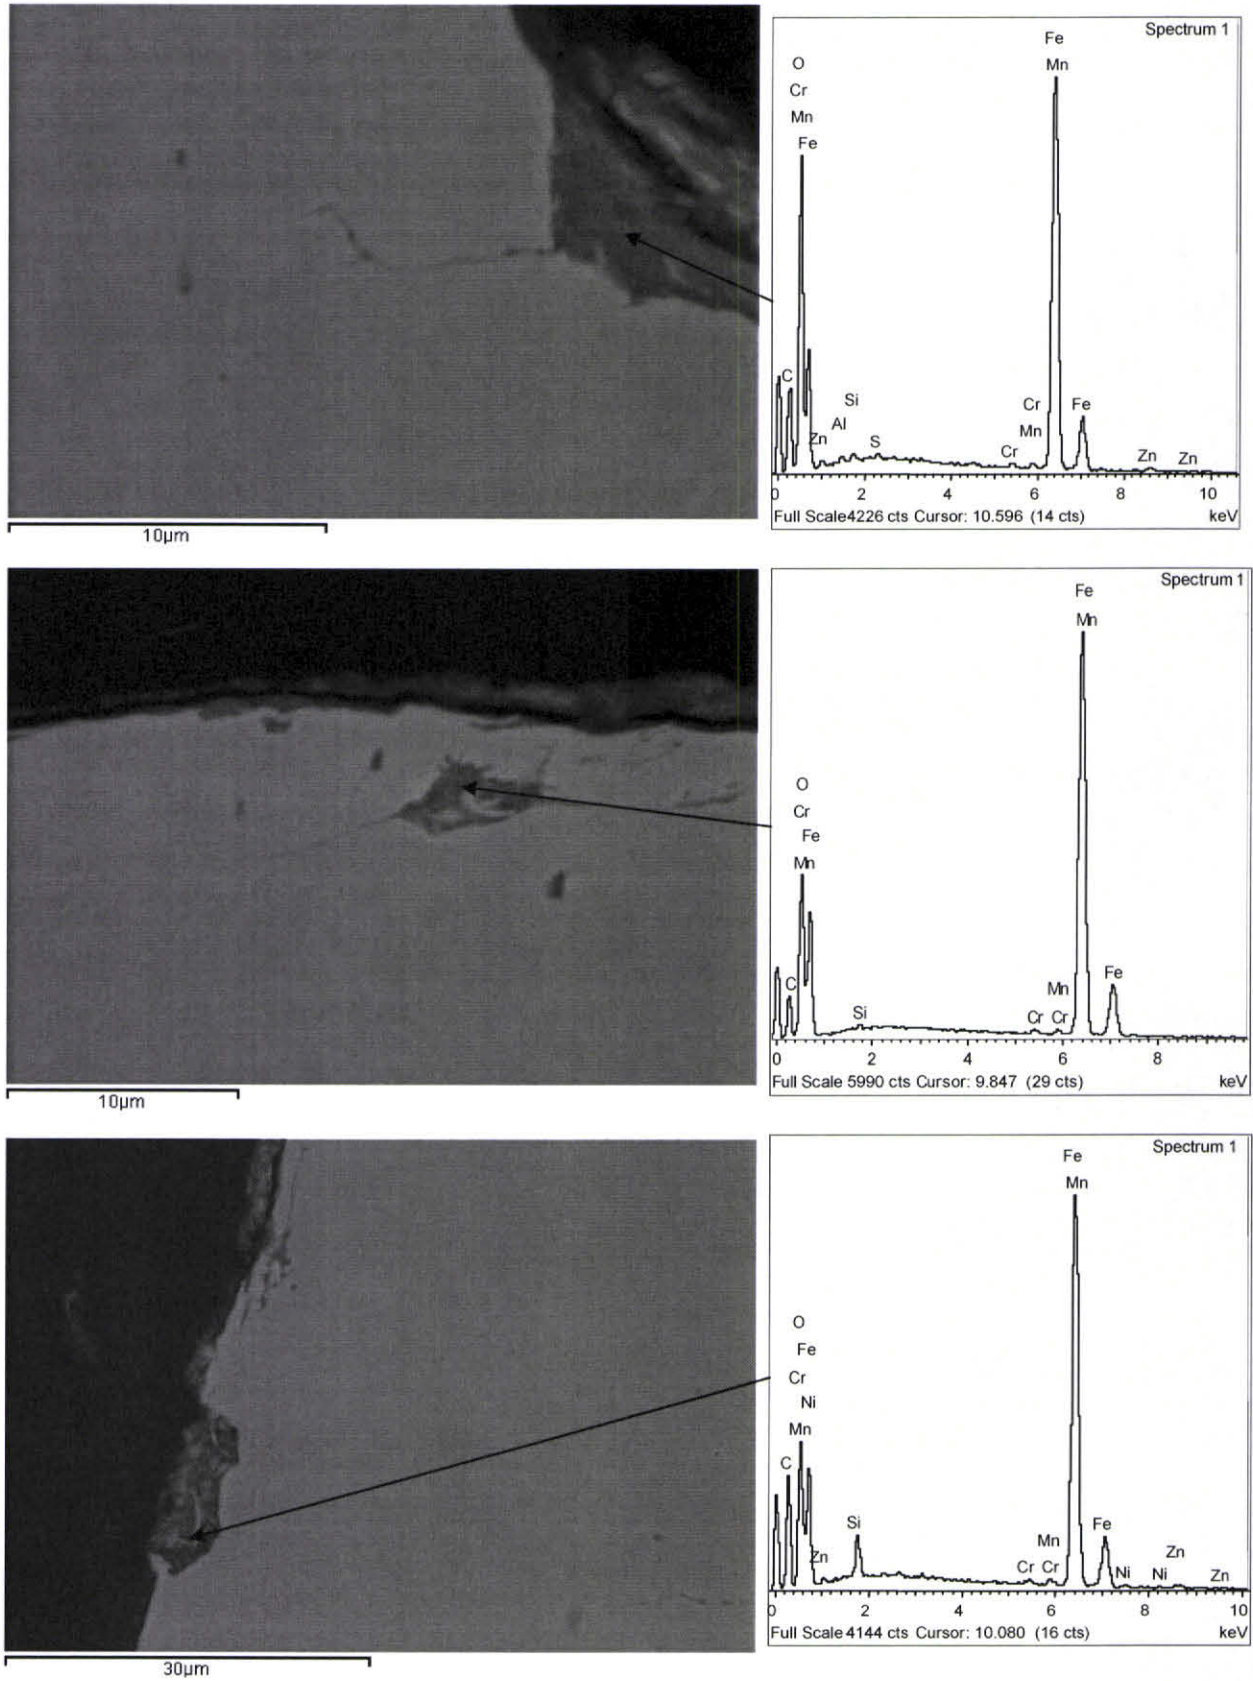 Spectrum 1
Fe
O
Mn
Cr
Mn
Fe
C
Si
Al
Zn
S
Cr
Mn
Cr
Fe
Zn
Zn
0 2 4 6 8 10
Full Scale4226 cts Cursor: 10.596 (14 cts) keV
10µm
Spectrum 1
Fe
Mn
O
Cr
Fe
Mn
C
Si
Mn
Cr
Cr
Fe
0 2 4 6 8
Full Scale 5990 cts Cursor: 9.847 (29 cts) keV
10µm
Spectrum 1
Fe
Mn
O
Fe
Cr
Ni
Mn
C
Si
Zn
Mn
Cr
Cr
Fe
Ni
Ni
Zn
Zn
0 2 4 6 8 10
Full Scale 4144 cts Cursor: 10.080 (16 cts) keV
30µm